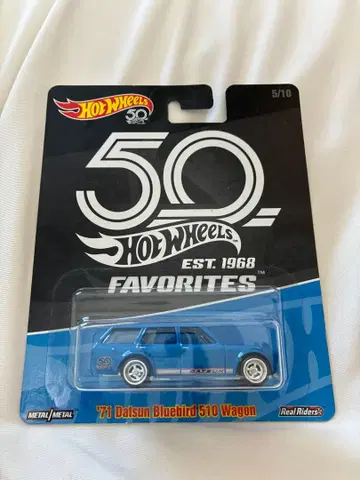 Hot Wheels
50
5/10
50
Hot Wheels
EST. 1968
FAVORITES™
'71 Datsun Bluebird 510 Wagon
METAL/METAL
Real Riders